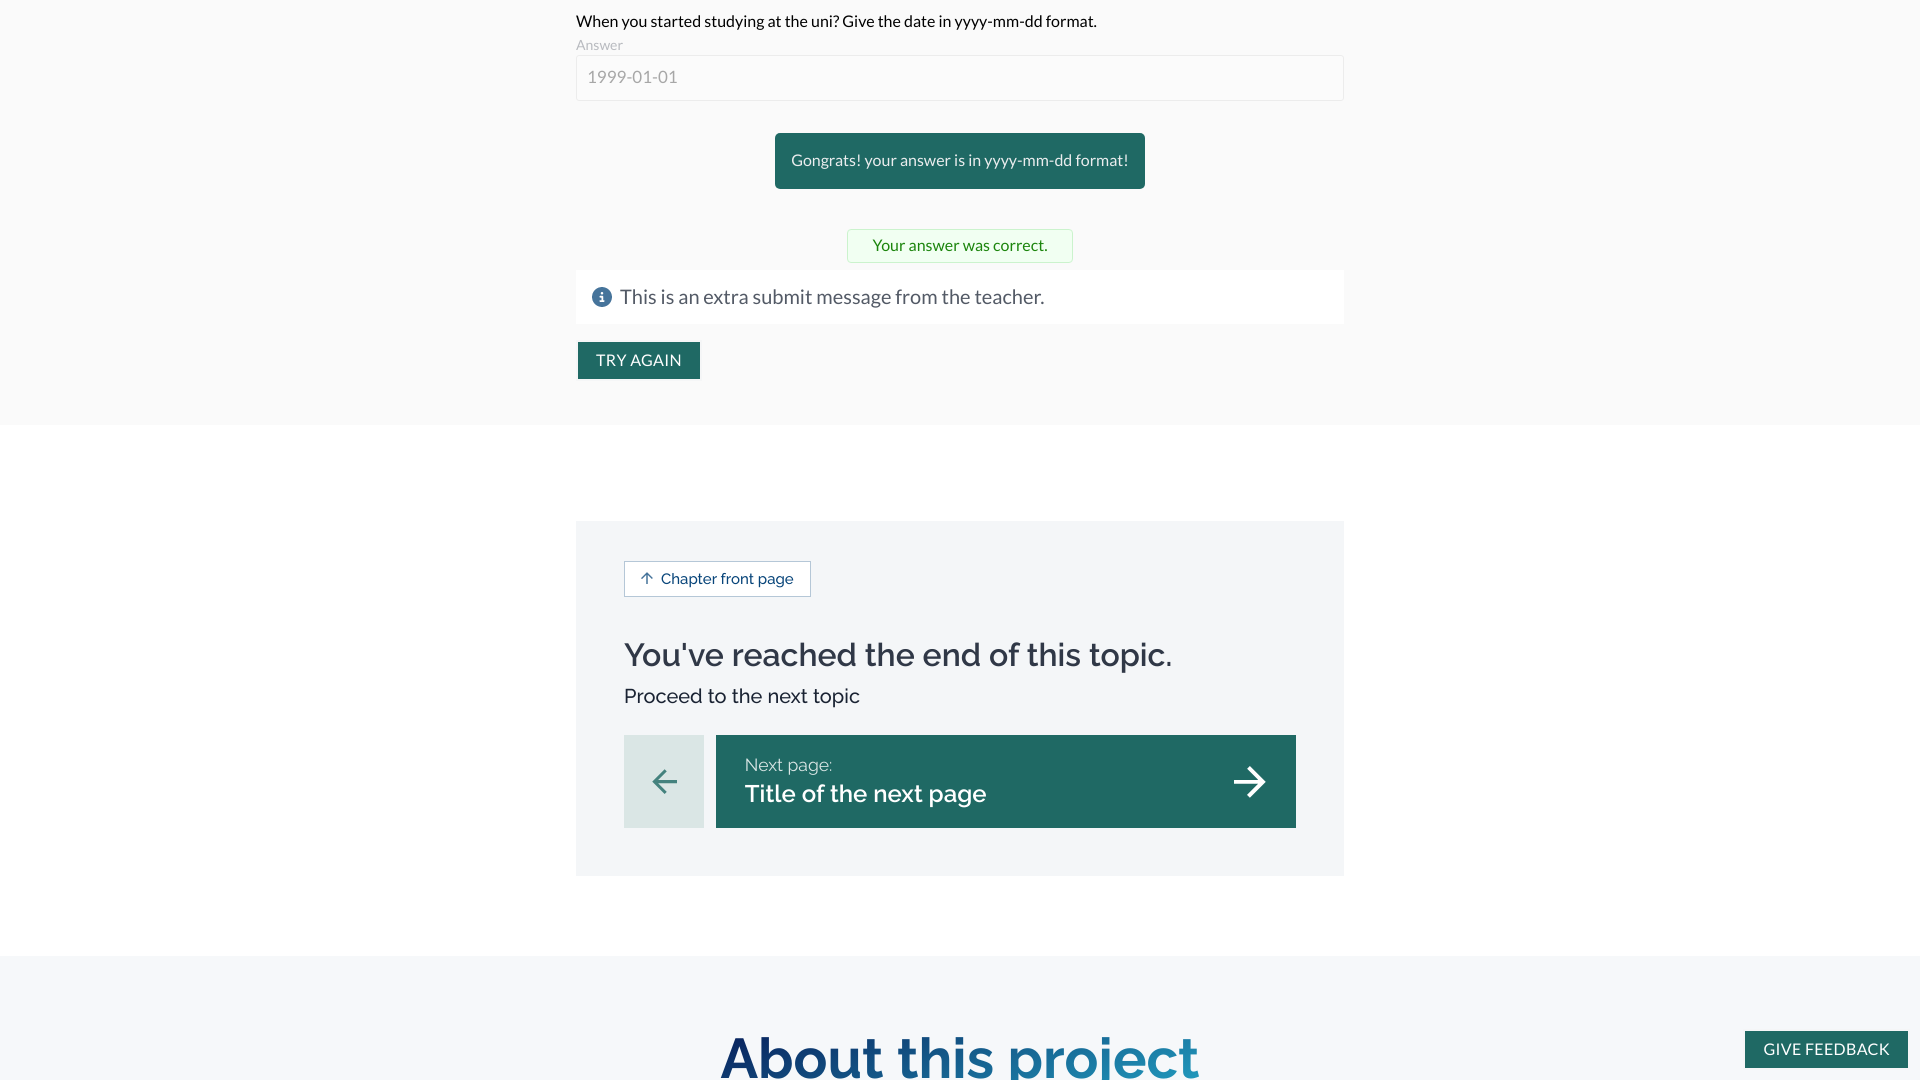 When you started studying at the uni? Give the date in yyyy-mm-dd format.
Answer
1999-01-01
Gongrats! your answer is in yyyy-mm-dd format!
Your answer was correct.
This is an extra submit message from the teacher.
TRY AGAIN
Chapter front page
You've reached the end of this topic.
Proceed to the next topic
Next page:
Title of the next page
About this project
GIVE FEEDBACK